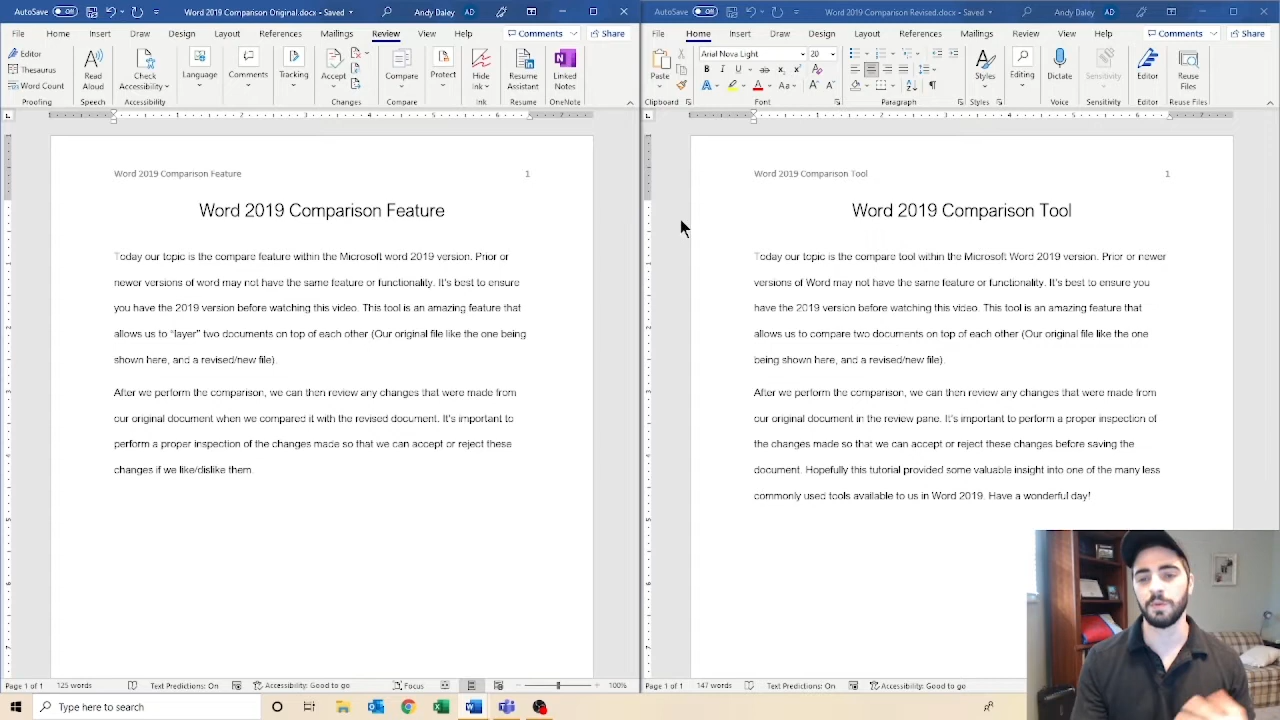 AutoSave Off Word 2019 Comparison Original.docx - Saved Andy Daley AD
File Home Insert Draw Design Layout References Mailings Review View Help Comments Share
Editor
Thesaurus
Word Count
Proofing
Read Aloud
Speech
Check Accessibility
Accessibility
Language
Comments
Tracking
Accept
Changes
Compare
Compare
Protect
Hide Ink
Ink
Resume Assistant
Resume
Linked Notes
OneNote
Word 2019 Comparison Feature 1
Word 2019 Comparison Feature
Today our topic is the compare feature within the Microsoft word 2019 version. Prior or
newer versions of word may not have the same feature or functionality. It's best to ensure
you have the 2019 version before watching this video. This tool is an amazing feature that
allows us to “layer” two documents on top of each other (Our original file like the one being
shown here, and a revised/new file).
After we perform the comparison, we can then review any changes that were made from
our original document when we compared it with the revised document. It's important to
perform a proper inspection of the changes made so that we can accept or reject these
changes if we like/dislike them.
Page 1 of 1 125 words Text Predictions: On Accessibility: Good to go Focus 100%
AutoSave Off Word 2019 Comparison Revised.docx - Saved Andy Daley AD
File Home Insert Draw Design Layout References Mailings Review View Help Comments Share
Paste
Clipboard
Arial Nova Light 20
Font
Paragraph
Styles
Styles
Editing
Dictate
Voice
Sensitivity
Sensitivity
Editor
Editor
Reuse Files
Reuse Files
Word 2019 Comparison Tool 1
Word 2019 Comparison Tool
Today our topic is the compare tool within the Microsoft Word 2019 version. Prior or newer
versions of Word may not have the same feature or functionality. It's best to ensure you
have the 2019 version before watching this video. This tool is an amazing feature that
allows us to compare two documents on top of each other (Our original file like the one
being shown here, and a revised/new file).
After we perform the comparison, we can then review any changes that were made from
our original document in the review pane. It's important to perform a proper inspection of
the changes made so that we can accept or reject these changes before saving the
document. Hopefully this tutorial provided some valuable insight into one of the many less
commonly used tools available to us in Word 2019. Have a wonderful day!
Page 1 of 1 147 words Text Predictions: On Accessibility: Good to go
Type here to search